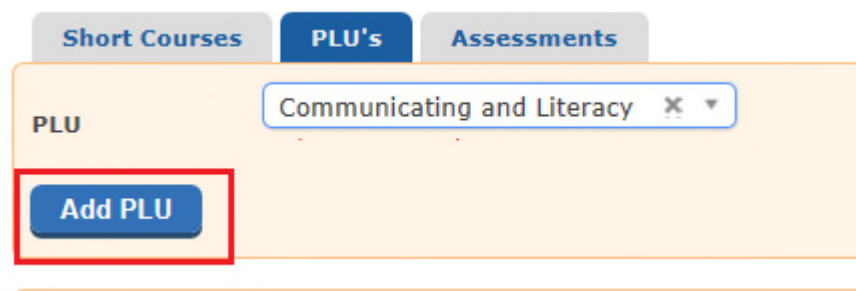 Short Courses PLU's Assessments
PLU Communicating and Literacy
Add PLU